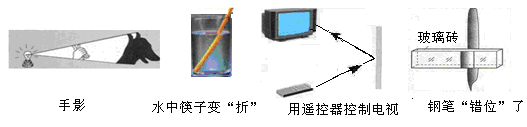 玻璃砖
手影
水中筷子变“折”
用遥控器控制电视
钢笔“错位”了